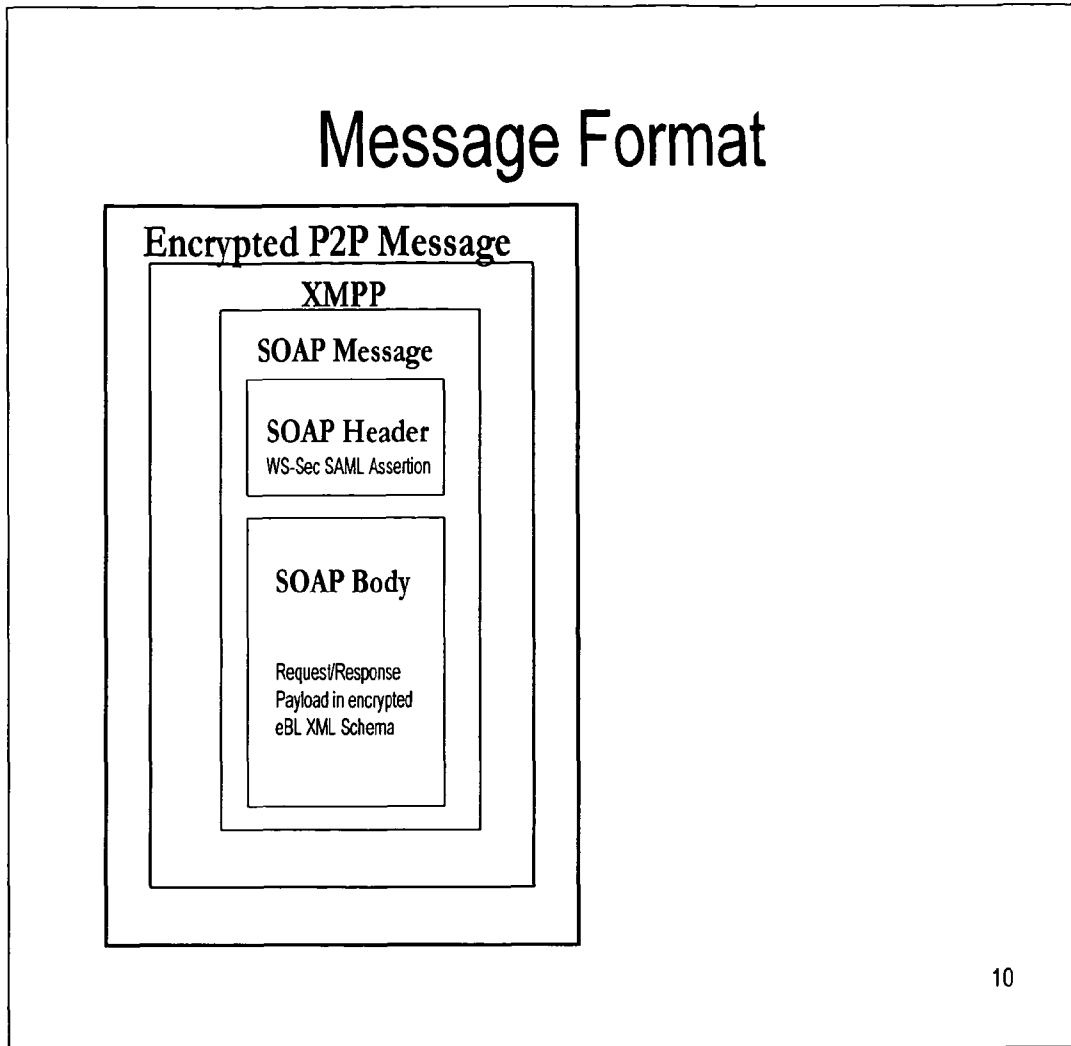 Message Format
Encrypted P2P Message
XMPP
SOAP Message
SOAP Header
WS-Sec SAML Assertion
SOAP Body
Request/Response
Payload in encrypted
eBL XML Schema
10